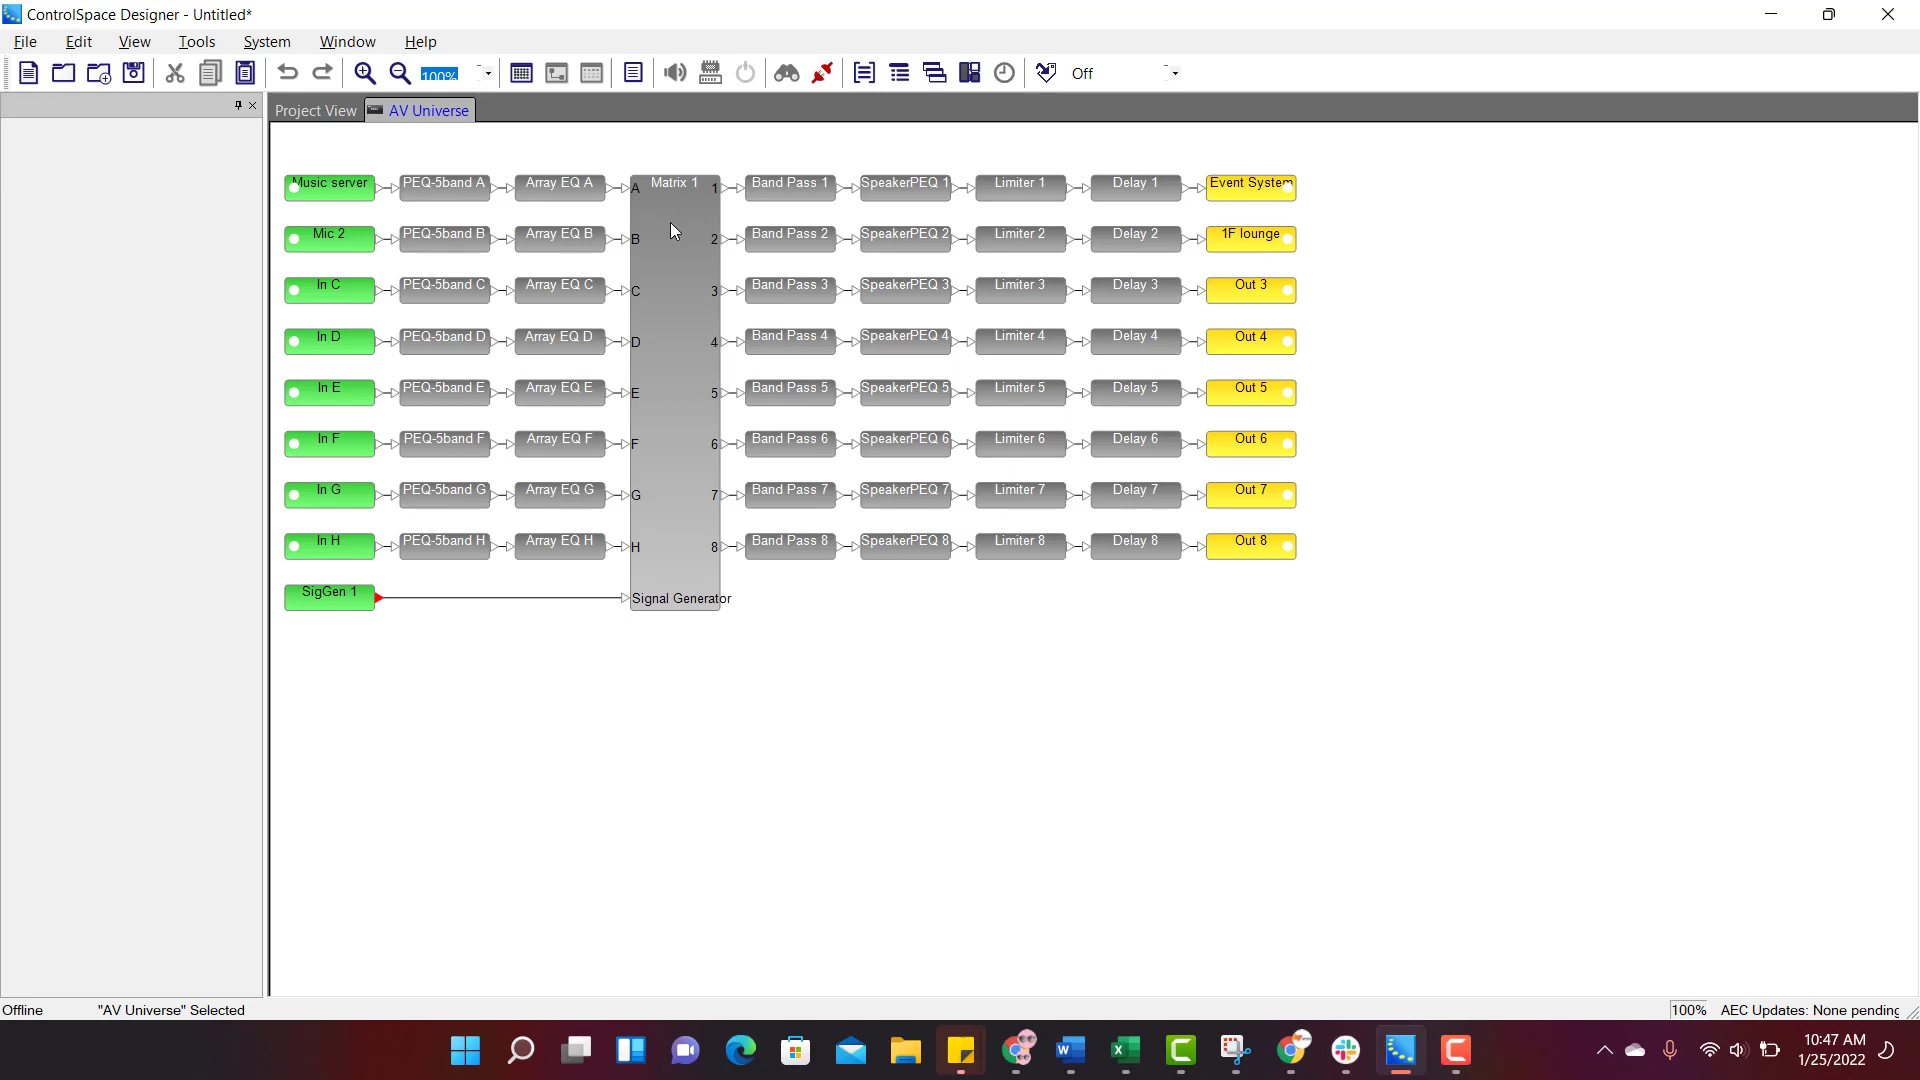 ControlSpace Designer - Untitled*
File Edit View Tools System Window Help
100% Off
Project View AV Universe
Music server PEQ-5band A Array EQ A A Matrix 1 1 Band Pass 1 SpeakerPEQ 1 Limiter 1 Delay 1 Event System
Mic 2 PEQ-5band B Array EQ B B 2 Band Pass 2 SpeakerPEQ 2 Limiter 2 Delay 2 1F lounge
In C PEQ-5band C Array EQ C C 3 Band Pass 3 SpeakerPEQ 3 Limiter 3 Delay 3 Out 3
In D PEQ-5band D Array EQ D D 4 Band Pass 4 SpeakerPEQ 4 Limiter 4 Delay 4 Out 4
In E PEQ-5band E Array EQ E E 5 Band Pass 5 SpeakerPEQ 5 Limiter 5 Delay 5 Out 5
In F PEQ-5band F Array EQ F F 6 Band Pass 6 SpeakerPEQ 6 Limiter 6 Delay 6 Out 6
In G PEQ-5band G Array EQ G G 7 Band Pass 7 SpeakerPEQ 7 Limiter 7 Delay 7 Out 7
In H PEQ-5band H Array EQ H H 8 Band Pass 8 SpeakerPEQ 8 Limiter 8 Delay 8 Out 8
SigGen 1 Signal Generator
Offline "AV Universe" Selected 100% AEC Updates: None pending
10:47 AM
1/25/2022